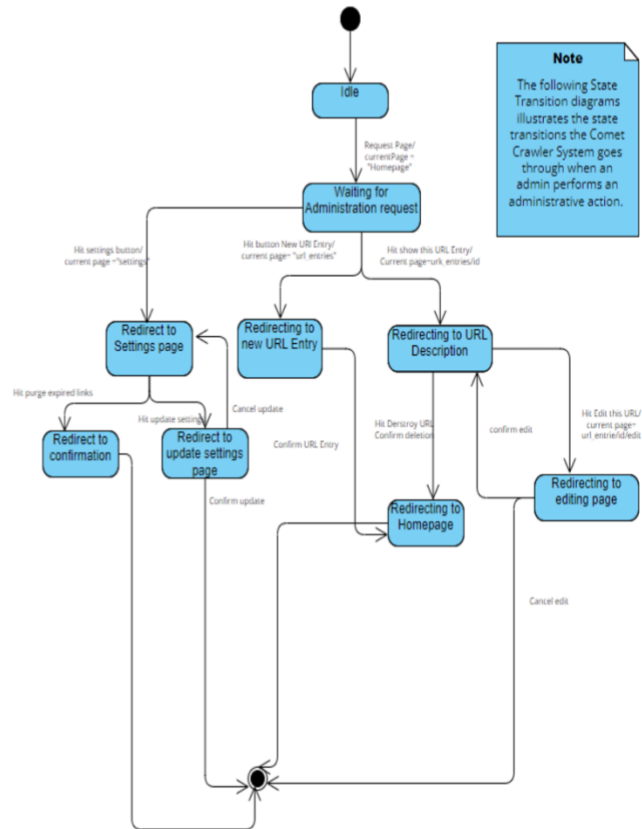 Note
The following State
Transition diagrams
illustrates the state
transitions the Comet
Crawler System goes
through when an
admin performs an
administrative action.
Idle
Request Page/
currentPage =
"Homepage"
Waiting for
Administration request
Hit settings button/
current page ="settings"
Hit button New URI Entry/
current page= "url_entries"
Hit show this URL Entry/
Current page=urk_entries/id
Redirect to
Settings page
Redirecting to
new URL Entry
Redirecting to URL
Description
Hit purge expired links
Hit update setting
Cancel update
Confirm URL Entry
Hit Derstroy URL
Confirm deletion
confirm edit
Hit Edit this URL/
current page=
url_entrie/id/edit
Redirect to
confirmation
Redirect to
update settings
page
Redirecting to
Homepage
Redirecting to
editing page
Confirm update
Cancel edit